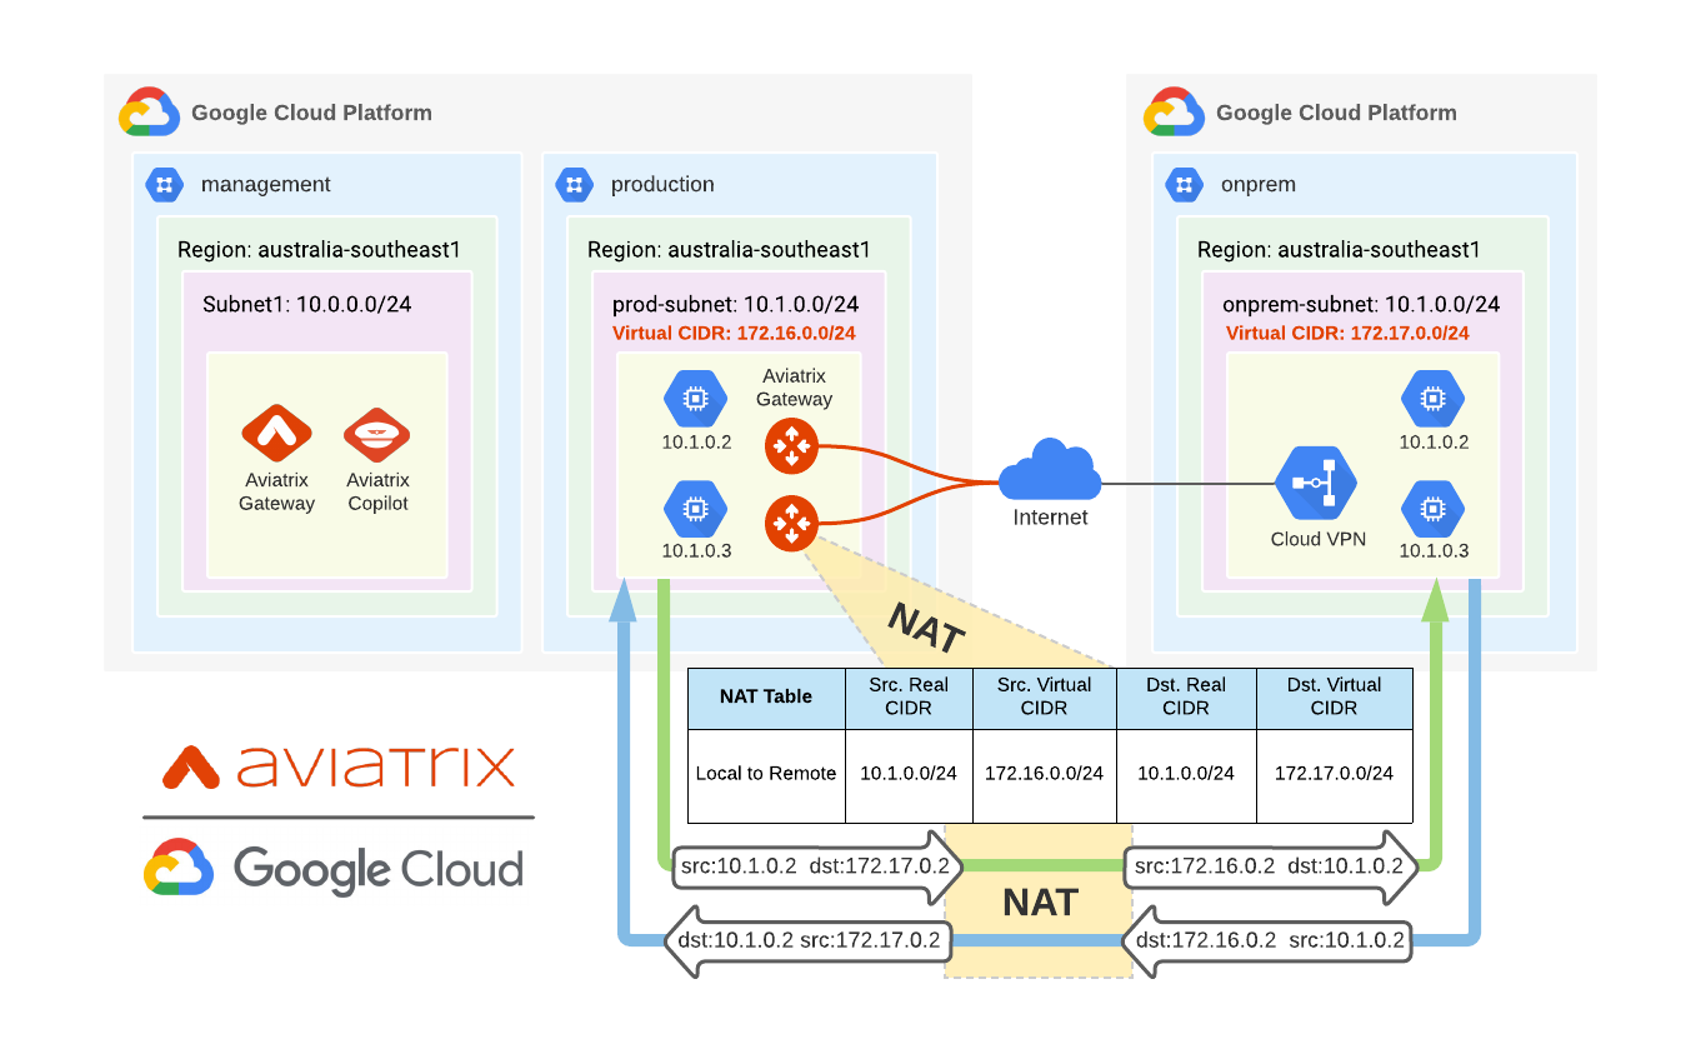 Google Cloud Platform
management
Region: australia-southeast1
Subnet1: 10.0.0.0/24
Aviatrix
Gateway
Aviatrix
Copilot
production
Region: australia-southeast1
prod-subnet: 10.1.0.0/24
Virtual CIDR: 172.16.0.0/24
10.1.0.2
10.1.0.3
Aviatrix
Gateway
Internet
Google Cloud Platform
onprem
Region: australia-southeast1
onprem-subnet: 10.1.0.0/24
Virtual CIDR: 172.17.0.0/24
Cloud VPN
10.1.0.2
10.1.0.3
NAT
NAT Table
Src. Real
CIDR
Src. Virtual
CIDR
Dst. Real
CIDR
Dst. Virtual
CIDR
Local to Remote
10.1.0.0/24
172.16.0.0/24
10.1.0.0/24
172.17.0.0/24
src:10.1.0.2 dst:172.17.0.2
src:172.16.0.2 dst:10.1.0.2
NAT
dst:10.1.0.2 src:172.17.0.2
dst:172.16.0.2 src:10.1.0.2
aviatrix
Google Cloud